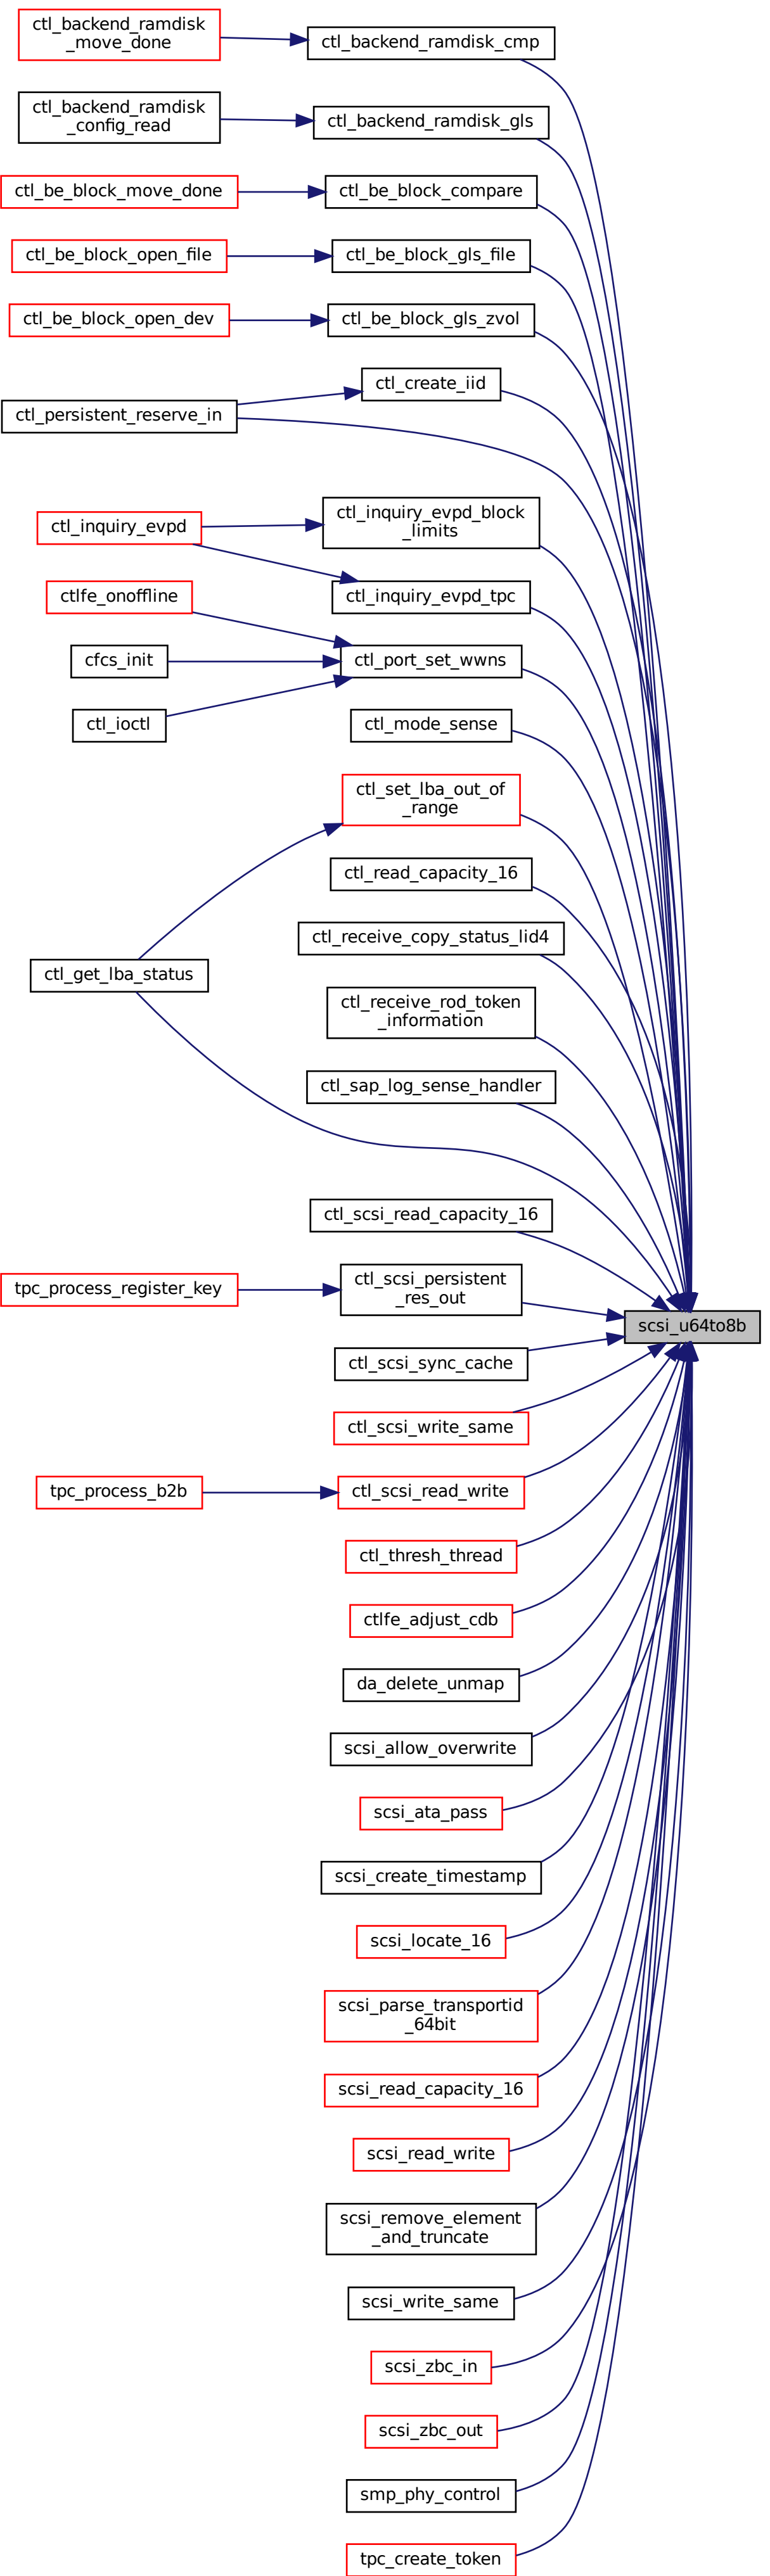 ctl_backend_ramdisk
_move_done
ctl_backend_ramdisk_cmp
ctl_backend_ramdisk
_config_read
ctl_backend_ramdisk_gls
ctl_be_block_move_done
ctl_be_block_compare
ctl_be_block_open_file
ctl_be_block_gls_file
ctl_be_block_open_dev
ctl_be_block_gls_zvol
ctl_create_iid
ctl_persistent_reserve_in
ctl_inquiry_evpd
ctl_inquiry_evpd_block
_limits
ctlfe_onoffline
ctl_inquiry_evpd_tpc
cfcs_init
ctl_port_set_wwns
ctl_ioctl
ctl_mode_sense
ctl_set_lba_out_of
_range
ctl_read_capacity_16
ctl_receive_copy_status_lid4
ctl_get_lba_status
ctl_receive_rod_token
_information
ctl_sap_log_sense_handler
ctl_scsi_read_capacity_16
tpc_process_register_key
ctl_scsi_persistent
_res_out
scsi_u64to8b
ctl_scsi_sync_cache
ctl_scsi_write_same
tpc_process_b2b
ctl_scsi_read_write
ctl_thresh_thread
ctlfe_adjust_cdb
da_delete_unmap
scsi_allow_overwrite
scsi_ata_pass
scsi_create_timestamp
scsi_locate_16
scsi_parse_transportid
_64bit
scsi_read_capacity_16
scsi_read_write
scsi_remove_element
_and_truncate
scsi_write_same
scsi_zbc_in
scsi_zbc_out
smp_phy_control
tpc_create_token